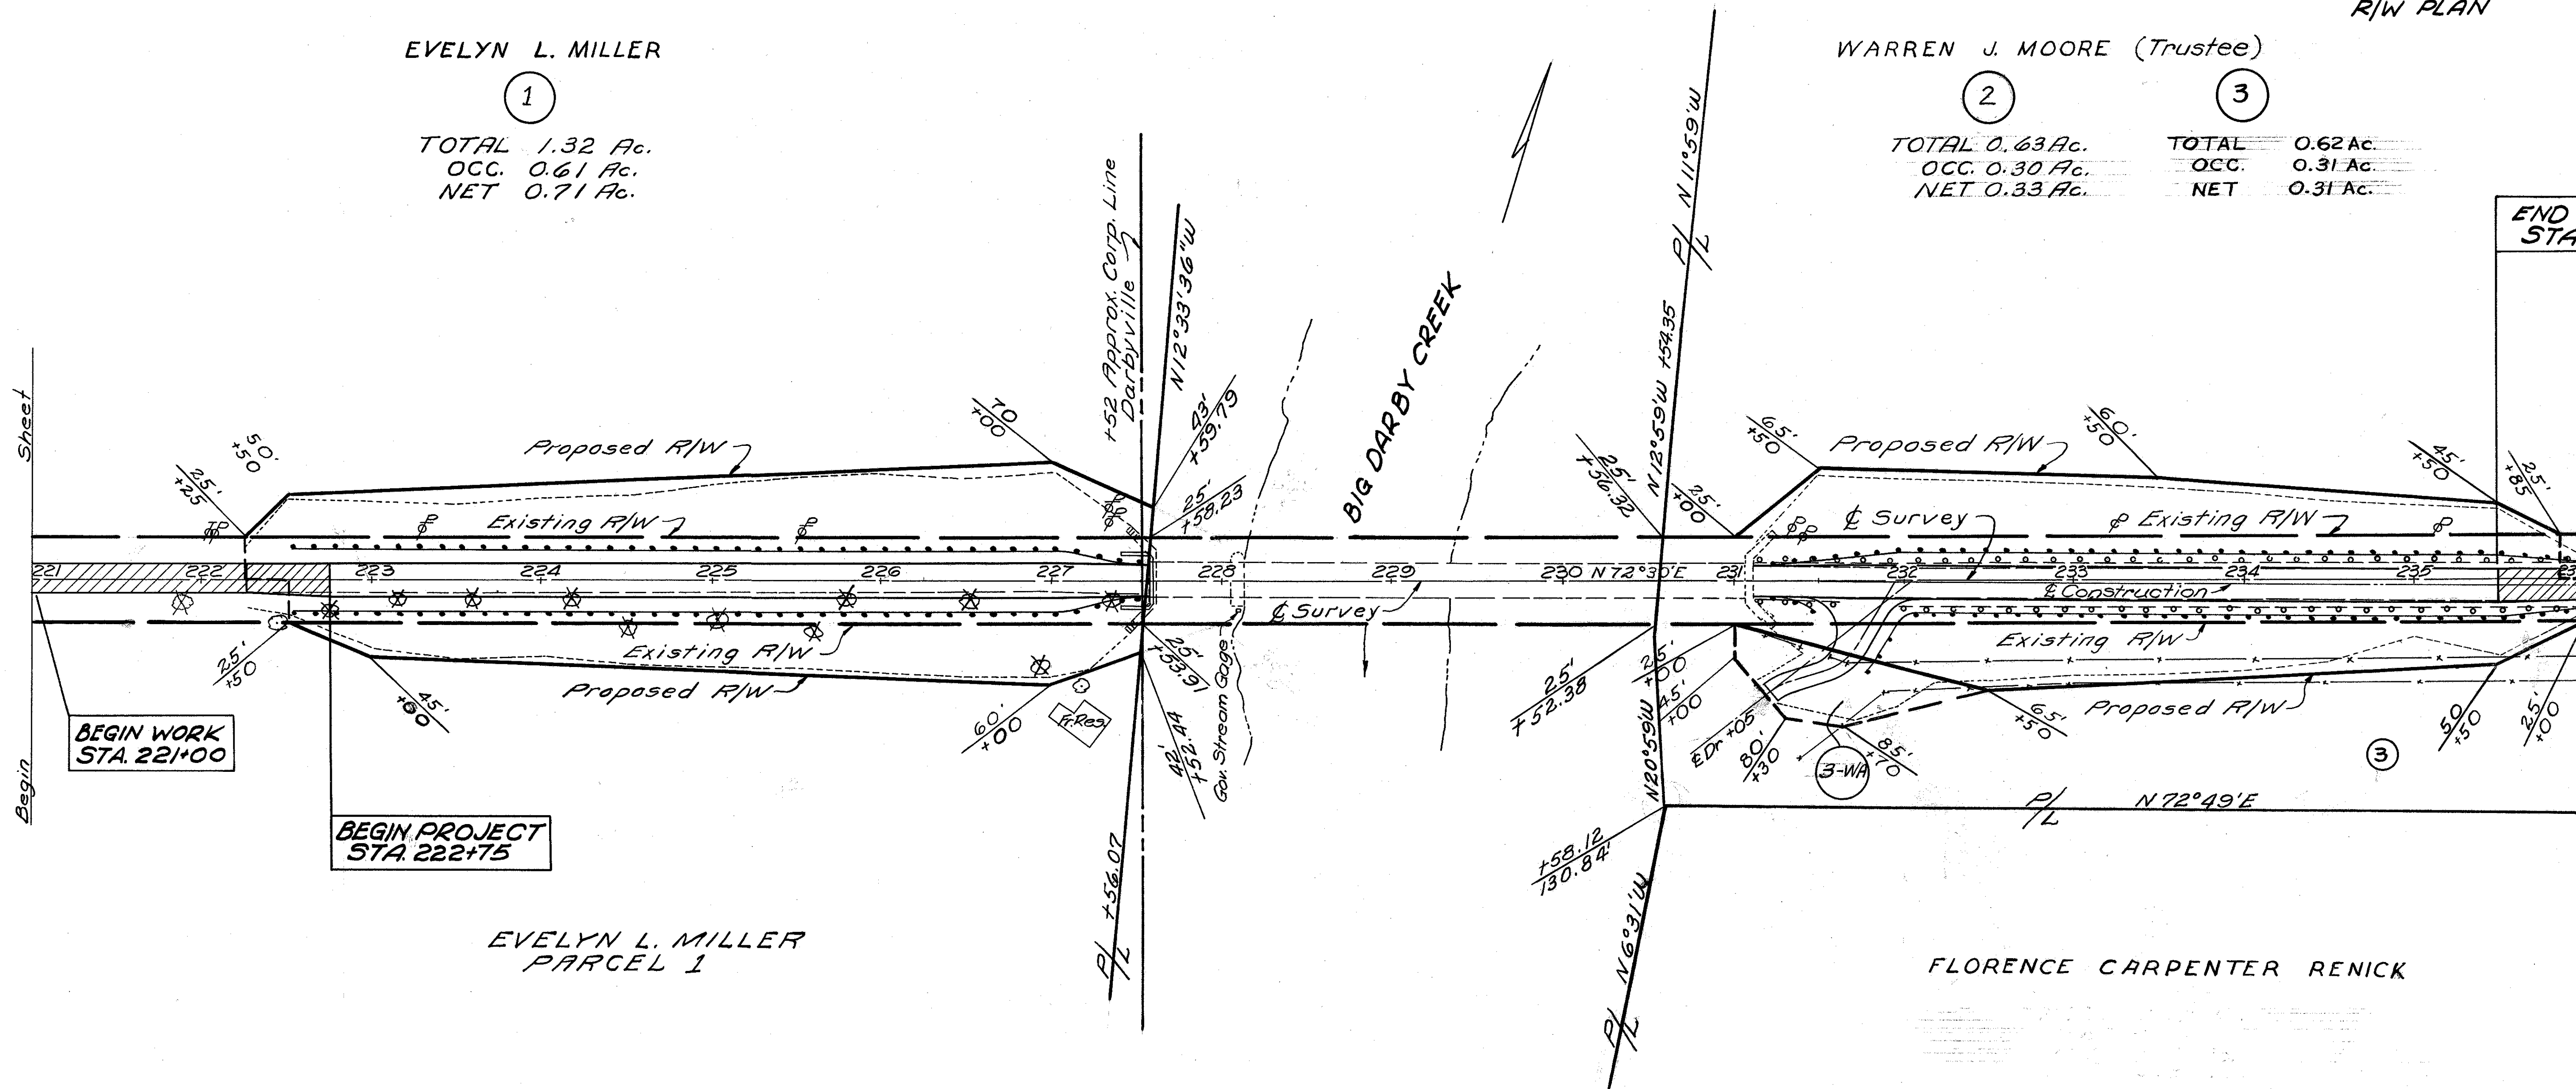 R/W PLAN
EVELYN L. MILLER
1
TOTAL 1.32 Ac.
OCC. 0.61 Ac.
NET 0.71 Ac.
WARREN J. MOORE (Trustee)
2
TOTAL 0.63 Ac.
OCC. 0.30 Ac.
NET 0.33 Ac.
3
TOTAL 0.62 Ac.
OCC. 0.31 Ac.
NET 0.31 Ac.
END
STA
Begin
Sheet
25'
+25
50'
+50
Proposed R/W
70
+00
+52 Approx. Corp. Line
Darbyville
N12°33'36"W
43'
+59.79
25'
+58.23
BIG DARBY CREEK
P/L
N 11°59'W
N12°59'W +54.35
25'
+56.32
25'
+00
65'
+50
Proposed R/W
60'
+50
45'
+50
25'
+85
TP
P
Existing R/W
P
P
P
P
P
₵ Survey
P
Existing R/W
P
221
222
223
224
225
226
227
228
229
230
N 72°30'E
231
232
233
234
235
₵ Construction
₵ Survey
25'
+50
45'
+00
Existing R/W
Proposed R/W
60'
+00
Fr. Res
25'
+53.91
42'
+52.44
Gov. Stream Gage
25'
+52.38
N20°59'W
25'
+00
45'
+00
₵ Dr +05
80'
+30
3-WA
85'
+70
65'
+50
Existing R/W
Proposed R/W
50
+50
25'
+00
3
BEGIN WORK
STA. 221+00
BEGIN PROJECT
STA. 222+75
P/L
+56.07
+58.12
130.84'
P/L
N 72°49'E
N6°31'W
P/L
EVELYN L. MILLER
PARCEL 1
FLORENCE CARPENTER RENICK